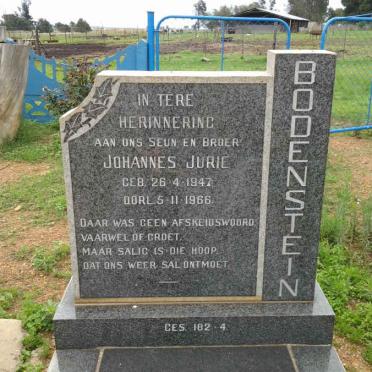 IN TERE
HERINNERING
AAN ONS SEUN EN BROER
JOHANNES JURIE
GEB. 26·4·1947
OORL. 5·11·1966.
DAAR WAS GEEN AFSKEIDSWOORD
VAARWEL OF GROET.
MAAR SALIG IS DIE HOOP.
DAT ONS WEER SAL ONTMOET.
BODENSTEIN
GES. 182·4.